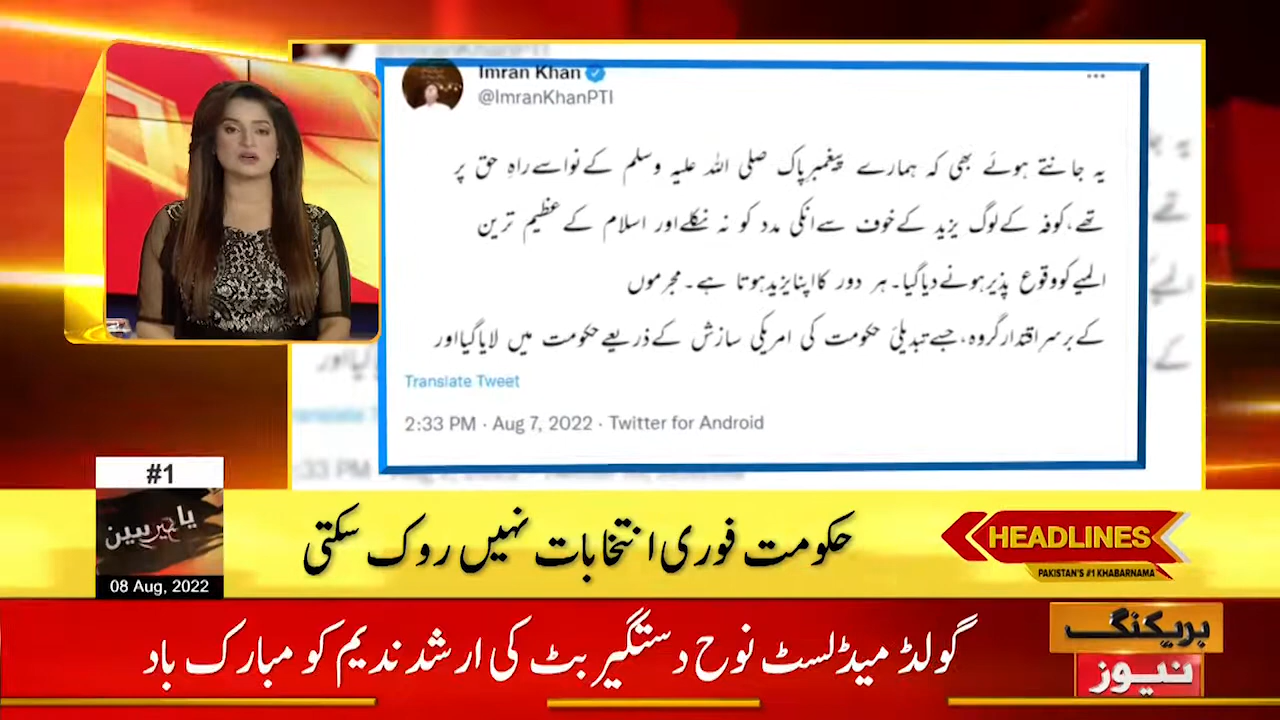 Imran Khan
@ImranKhanPTI
یہ جانتے ہوئے بھی کہ ہمارے پیغمبرِپاک صلی اللہ علیہ وسلم کے نواسے راہِ حق پر
تھے،کوفہ کے لوگ یزید کے خوف سے انکی مدد کو نہ نکلے اور اسلام کے عظیم ترین
المیے کو وقوع پذیر ہونے دیا گیا۔ ہر دور کا اپنا یزید ہوتا ہے۔ مجرموں
کے برسراقتدار گروہ، جسے تبدیلیٔ حکومت کی امریکی سازش کے ذریعے حکومت میں لایا گیا اور
Translate Tweet
2:33 PM · Aug 7, 2022 · Twitter for Android
#1
08 Aug, 2022
حکومت فوری انتخابات نہیں روک سکتی
HEADLINES
PAKISTAN'S #1 KHABARNAMA
گولڈ میڈلسٹ نوح دستگیر بٹ کی ارشد ندیم کو مبارک باد
بریکنگ
نیوز